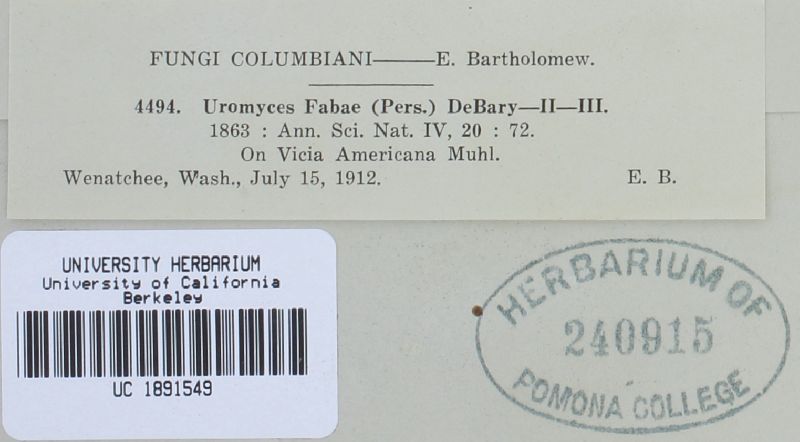 FUNGI COLUMBIANI———E. Bartholomew.
4494. Uromyces Fabae (Pers.) DeBary—II—III.
1863 : Ann. Sci. Nat. IV, 20 : 72.
On Vicia Americana Muhl.
Wenatchee, Wash., July 15, 1912. E. B.
UNIVERSITY HERBARIUM
University of California
Berkeley
UC 1891549
HERBARIUM OF
240915
POMONA COLLEGE